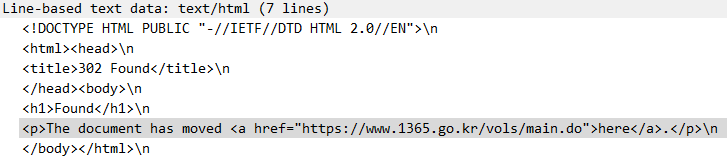 Line-based text data: text/html (7 lines)
<!DOCTYPE HTML PUBLIC "-//IETF//DTD HTML 2.0//EN">\n
<html><head>\n
<title>302 Found</title>\n
</head><body>\n
<h1>Found</h1>\n
<p>The document has moved <a href="https://www.1365.go.kr/vols/main.do">here</a>.</p>\n
</body></html>\n